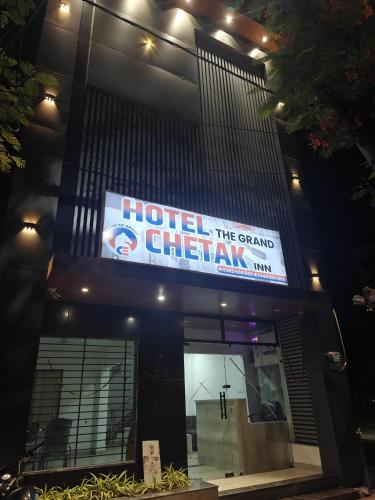 HOTEL THE GRAND
CHETAK INN